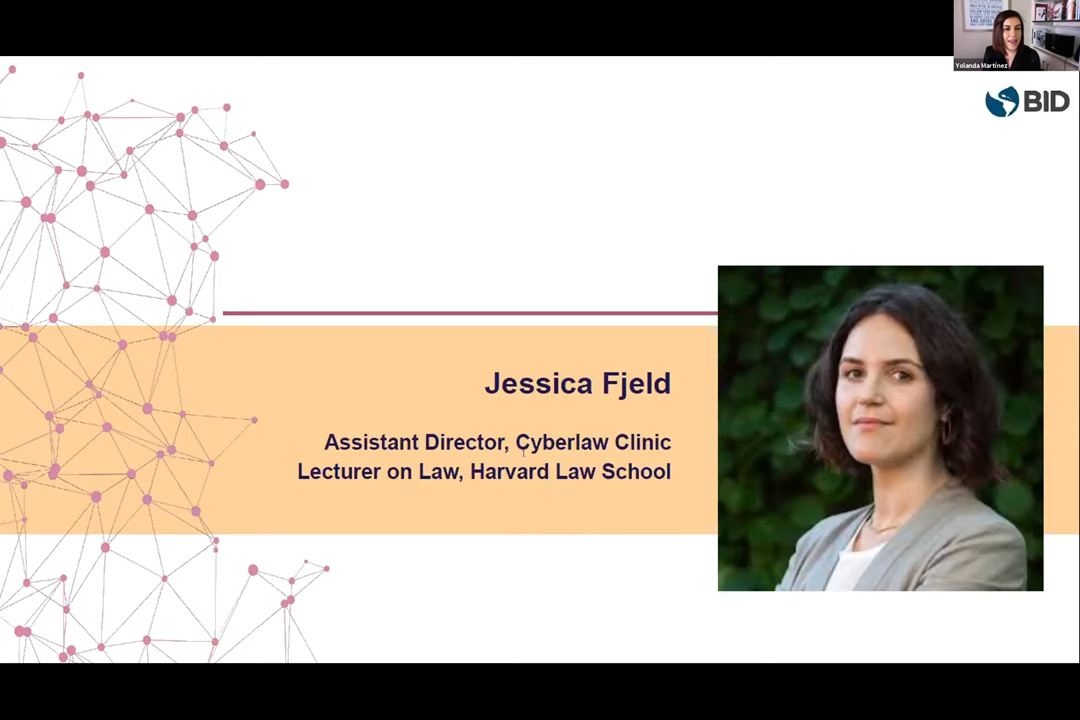 Yolanda Martínez
BID
Jessica Fjeld
Assistant Director, Cyberlaw Clinic
Lecturer on Law, Harvard Law School